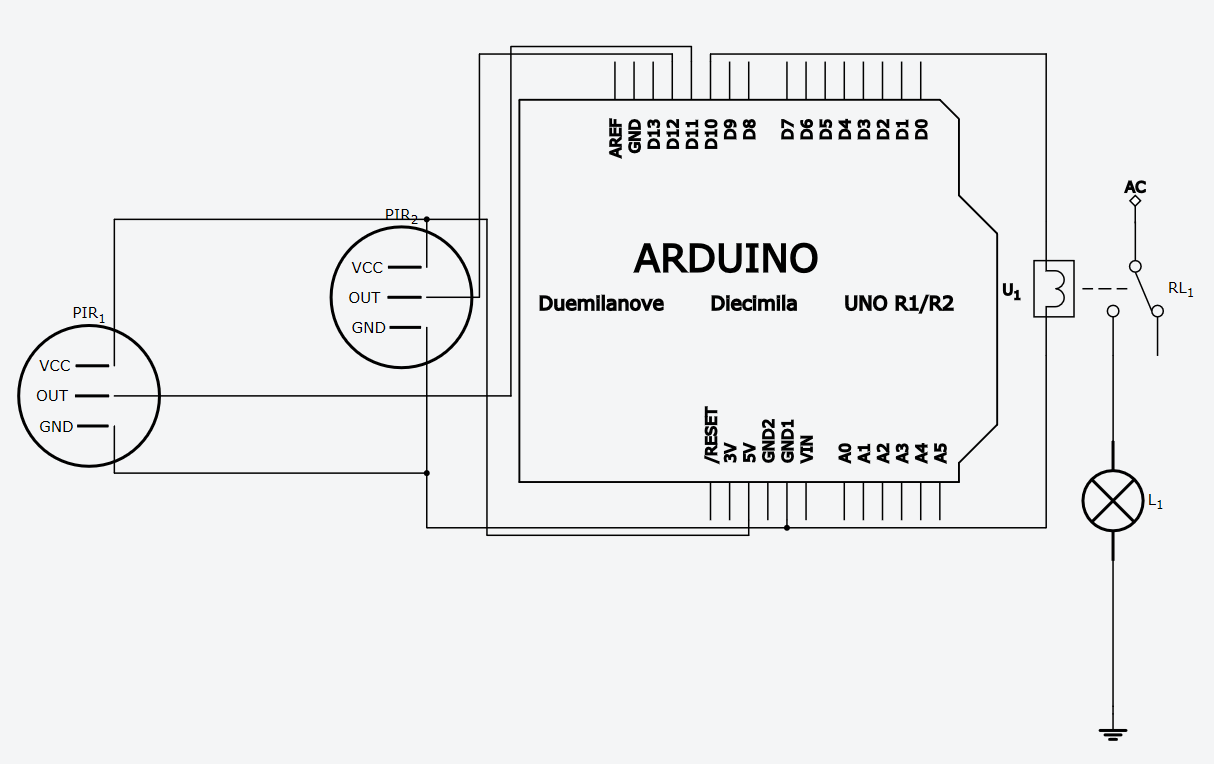 AREF
GND
D13
D12
D11
D10
D9
D8
D7
D6
D5
D4
D3
D2
D1
D0
AC
PIR2
ARDUINO
VCC
OUT
GND
Duemilanove Diecimila UNO R1/R2
U1
RL1
PIR1
VCC
OUT
GND
/RESET
3V
5V
GND2
GND1
VIN
A0
A1
A2
A3
A4
A5
L1